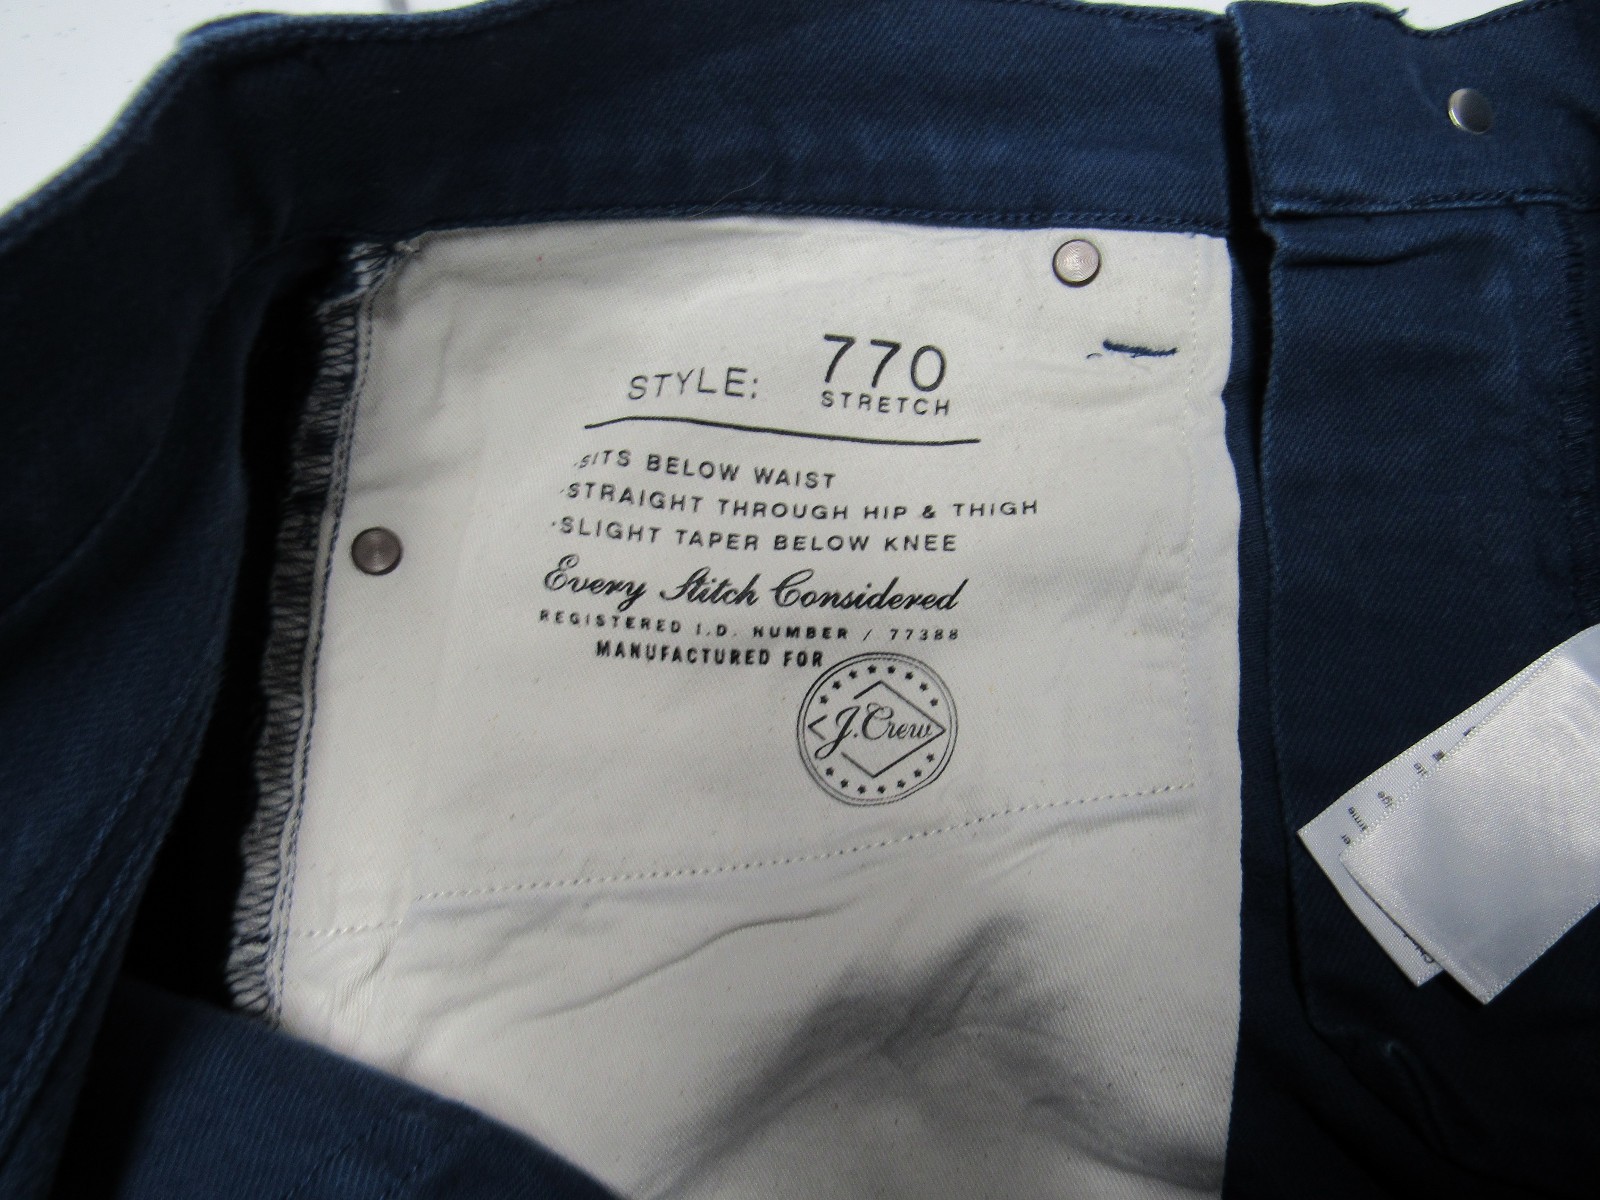 STYLE: 770
STRETCH
·SITS BELOW WAIST
·STRAIGHT THROUGH HIP & THIGH
·SLIGHT TAPER BELOW KNEE
Every Stitch Considered
REGISTERED I.D. NUMBER / 77388
MANUFACTURED FOR
J.Crew